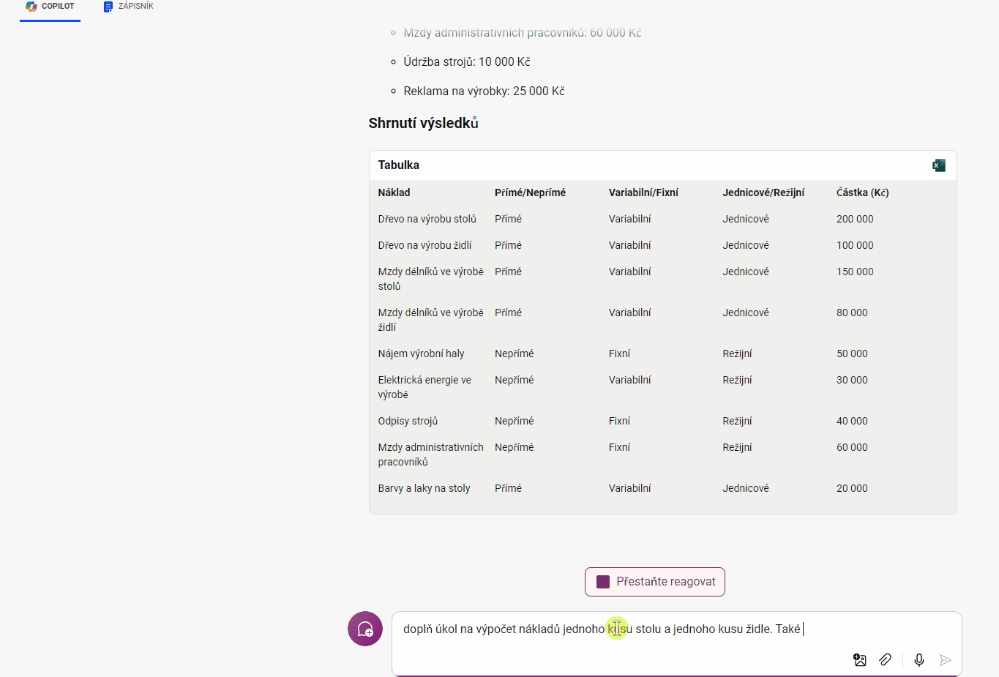 COPILOT
ZÁPISNÍK
Mzdy administrativních pracovníků: 60 000 Kč
Údržba strojů: 10 000 Kč
Reklama na výrobky: 25 000 Kč
Shrnutí výsledků
Tabulka
Náklad Přímé/Nepřímé Variabilní/Fixní Jednicové/Režijní Částka (Kč)
Dřevo na výrobu stolů Přímé Variabilní Jednicové 200 000
Dřevo na výrobu židlí Přímé Variabilní Jednicové 100 000
Mzdy dělníků ve výrobě Přímé Variabilní Jednicové 150 000
stolů
Mzdy dělníků ve výrobě Přímé Variabilní Jednicové 80 000
židlí
Nájem výrobní haly Nepřímé Fixní Režijní 50 000
Elektrická energie ve Nepřímé Variabilní Režijní 30 000
výrobě
Odpisy strojů Nepřímé Fixní Režijní 40 000
Mzdy administrativních Nepřímé Fixní Režijní 60 000
pracovníků
Barvy a laky na stoly Přímé Variabilní Jednicové 20 000
Přestaňte reagovat
doplň úkol na výpočet nákladů jednoho kusu stolu a jednoho kusu židle. Také